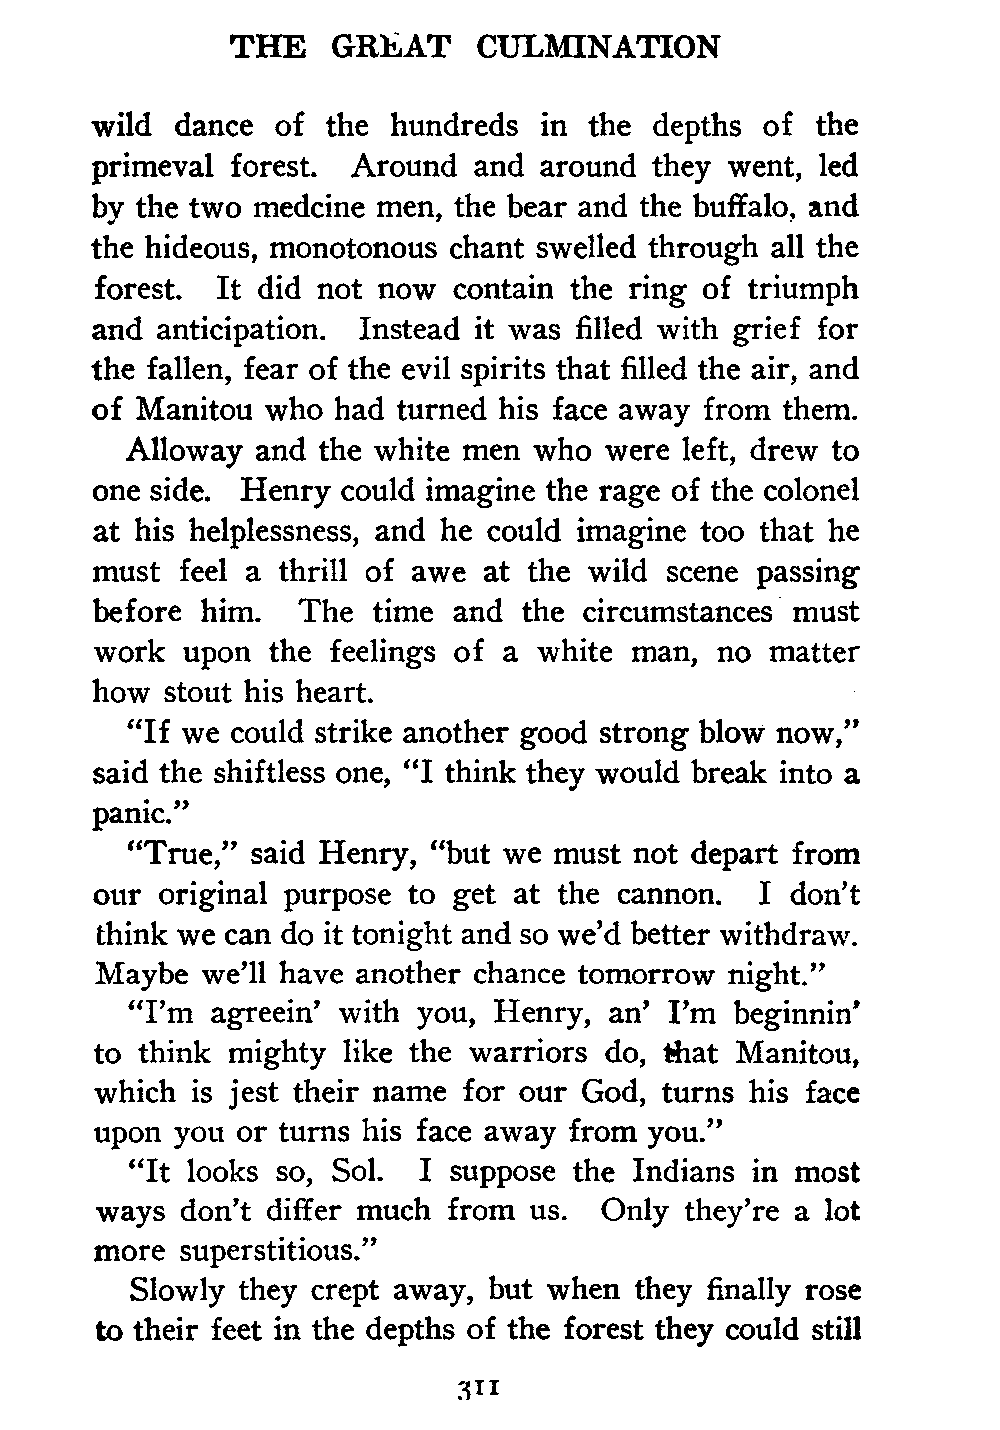 THE GREAT CULMINATION
wild dance of the hundreds in the depths of the
primeval forest. Around and around they went, led
by the two medcine men, the bear and the buffalo, and
the hideous, monotonous chant swelled through all the
forest. It did not now contain the ring of triumph
and anticipation. Instead it was filled with grief for
the fallen, fear of the evil spirits that filled the air, and
of Manitou who had turned his face away from them.
Alloway and the white men who were left, drew to
one side. Henry could imagine the rage of the colonel
at his helplessness, and he could imagine too that he
must feel a thrill of awe at the wild scene passing
before him. The time and the circumstances must
work upon the feelings of a white man, no matter
how stout his heart.
“If we could strike another good strong blow now,”
said the shiftless one, “I think they would break into a
panic.”
“True,” said Henry, “but we must not depart from
our original purpose to get at the cannon. I don't
think we can do it tonight and so we'd better withdraw.
Maybe we'll have another chance tomorrow night.”
“I'm agreein' with you, Henry, an' I'm beginnin'
to think mighty like the warriors do, that Manitou,
which is jest their name for our God, turns his face
upon you or turns his face away from you.”
“It looks so, Sol. I suppose the Indians in most
ways don't differ much from us. Only they're a lot
more superstitious.”
Slowly they crept away, but when they finally rose
to their feet in the depths of the forest they could still
311